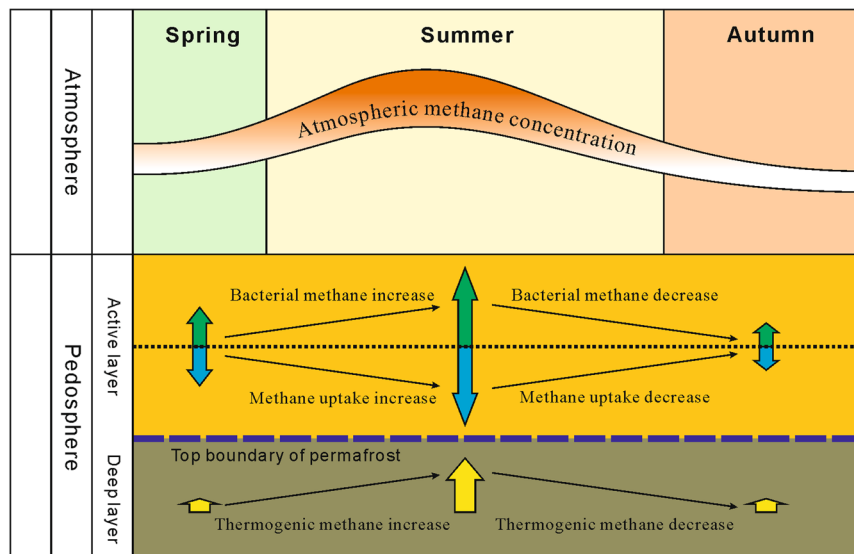 Spring
Summer
Autumn
Atmosphere
Atmospheric methane concentration
Pedosphere
Active layer
Bacterial methane increase
Bacterial methane decrease
Methane uptake increase
Methane uptake decrease
Deep layer
Top boundary of permafrost
Thermogenic methane increase
Thermogenic methane decrease